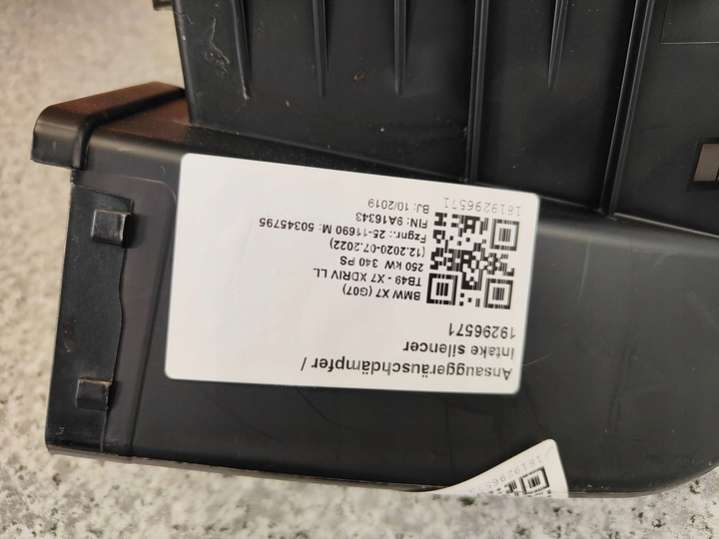 Ansauggeräuschdämpfer /
Intake silencer
19296571
BMW X7 (G07)
TB49 - X7 XDRIV LL
250 kW 340 PS
(12.2020-07.2022)
Fzgnr.: 25-11690 M: 50345795
FIN: 9A16343
BJ: 10/2019
1819296571